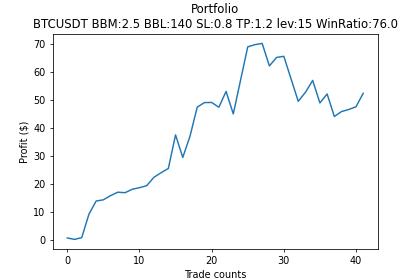 Portfolio
BTCUSDT BBM:2.5 BBL:140 SL:0.8 TP:1.2 lev:15 WinRatio:76.0
70
60
50
40
30
20
10
0
Profit ($)
0 10 20 30 40
Trade counts